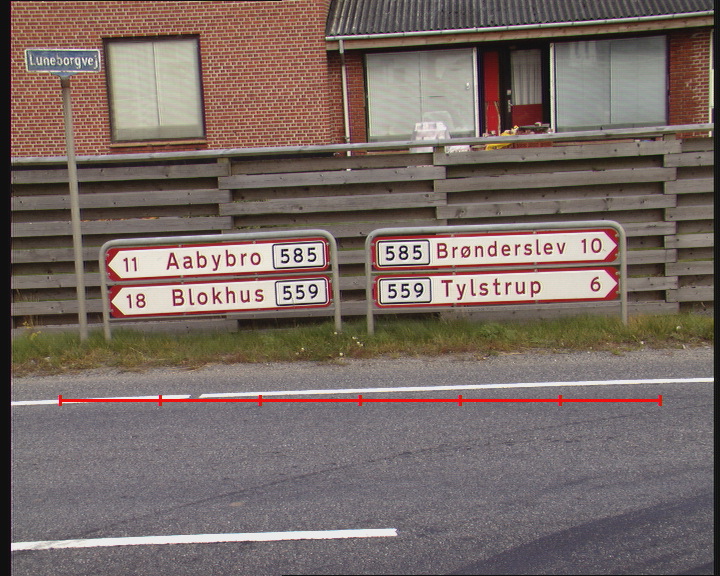 Luneborgvej
11 Aabybro 585
18 Blokhus 559
585 Brønderslev 10
559 Tylstrup 6